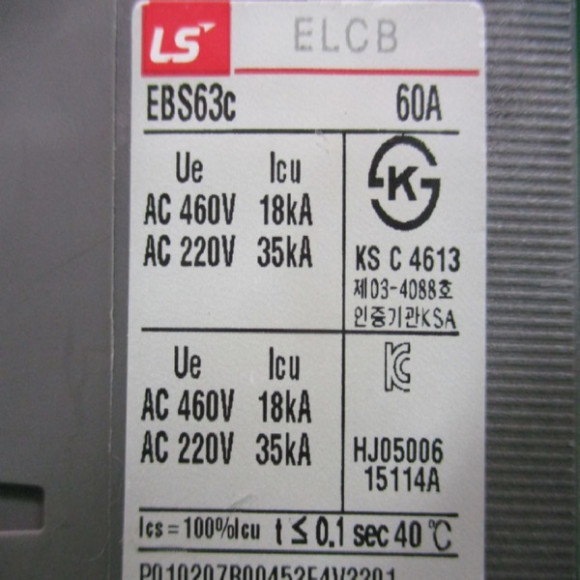 LS ELCB
EBS63c 60A
Ue Icu
AC 460V 18kA
AC 220V 35kA
K
KS C 4613
제03-4088호
인증기관KSA
Ue Icu
AC 460V 18kA
AC 220V 35kA
KC
HJ05006
15114A
Ics = 100%Icu t ≤ 0.1 sec 40 ℃